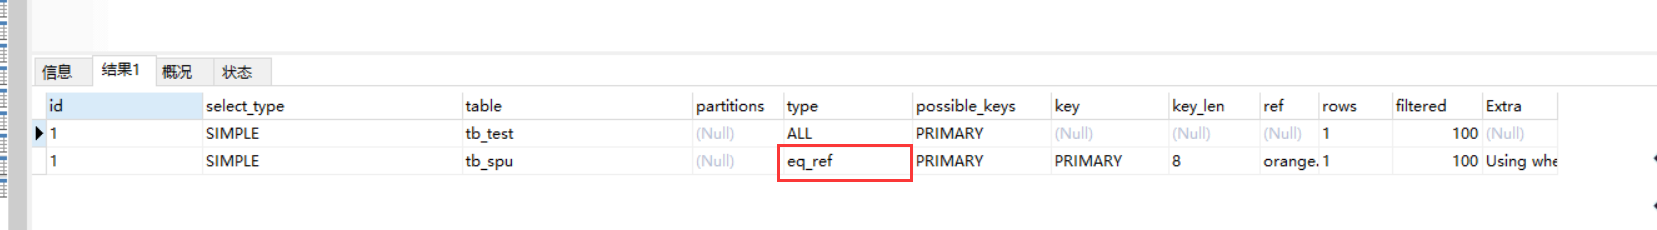 信息 结果1 概况 状态
id select_type table partitions type possible_keys key key_len ref rows filtered Extra
1 SIMPLE tb_test (Null) ALL PRIMARY (Null) (Null) (Null) 1 100 (Null)
1 SIMPLE tb_spu (Null) eq_ref PRIMARY PRIMARY 8 orange. 1 100 Using whe